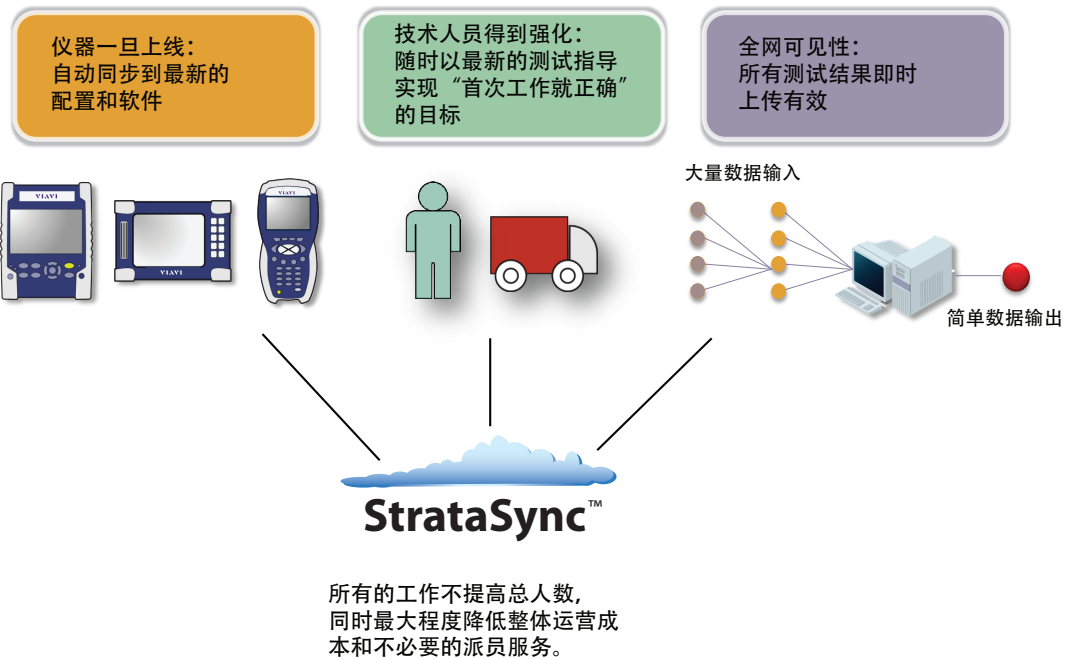 仪器一旦上线：
自动同步到最新的
配置和软件
技术人员得到强化：
随时以最新的测试指导
实现“首次工作就正确”
的目标
全网可见性：
所有测试结果即时
上传有效
大量数据输入
VIAVI
VIAVI
VIAVI
简单数据输出
StrataSync™
所有的工作不提高总人数，
同时最大程度降低整体运营成
本和不必要的派员服务。